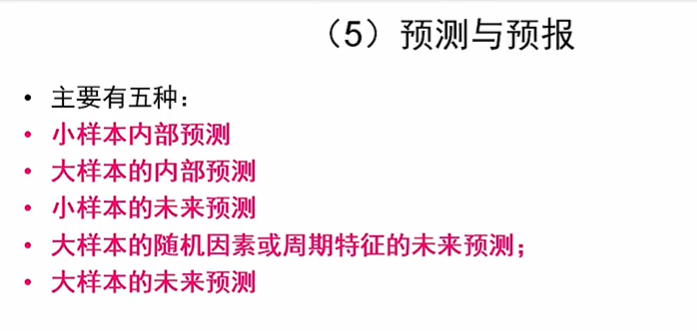 （5）预测与预报
• 主要有五种：
• 小样本内部预测
• 大样本的内部预测
• 小样本的未来预测
• 大样本的随机因素或周期特征的未来预测；
• 大样本的未来预测